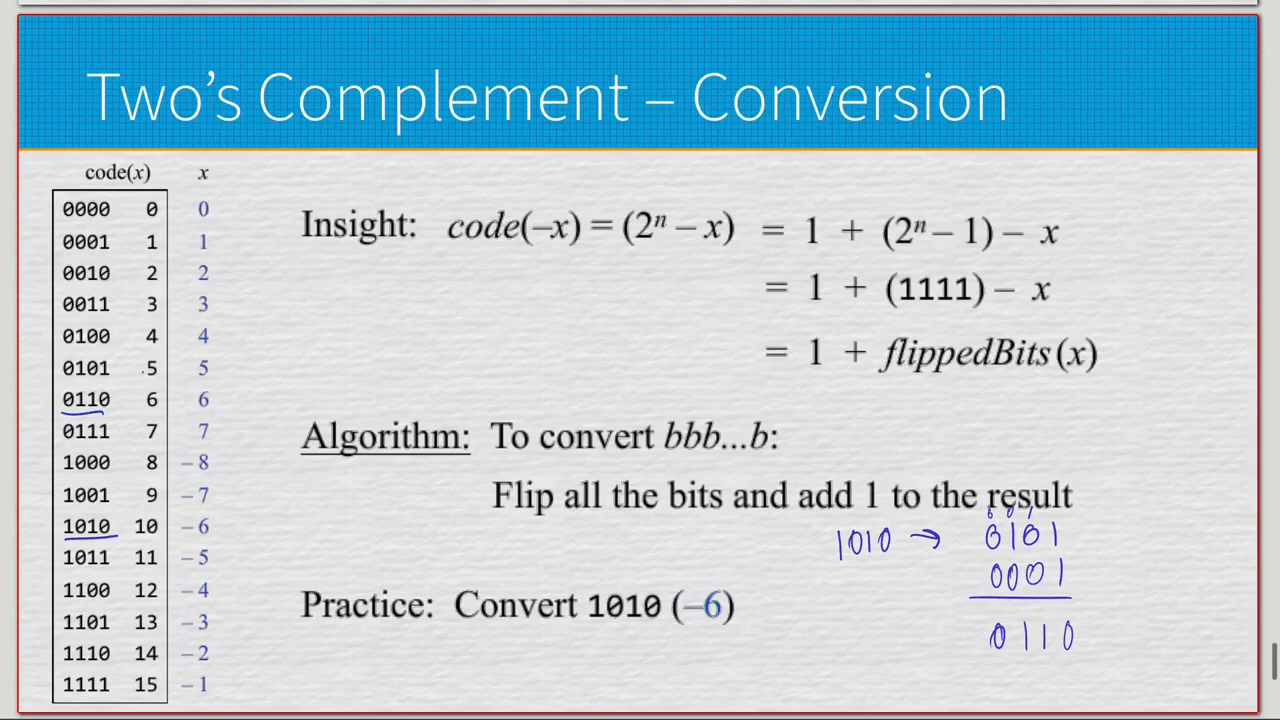 Two's Complement – Conversion
code(x) x
0000 0 0
0001 1 1
0010 2 2
0011 3 3
0100 4 4
0101 5 5
0110 6 6
0111 7 7
1000 8 –8
1001 9 –7
1010 10 –6
1011 11 –5
1100 12 –4
1101 13 –3
1110 14 –2
1111 15 –1
Insight: code(–x) = (2ⁿ – x) = 1 + (2ⁿ – 1) – x
= 1 + (1111) – x
= 1 + flippedBits(x)
Algorithm: To convert bbb...b:
Flip all the bits and add 1 to the result
0 0 1
1010 → 0101
0001
0110
Practice: Convert 1010 (–6)